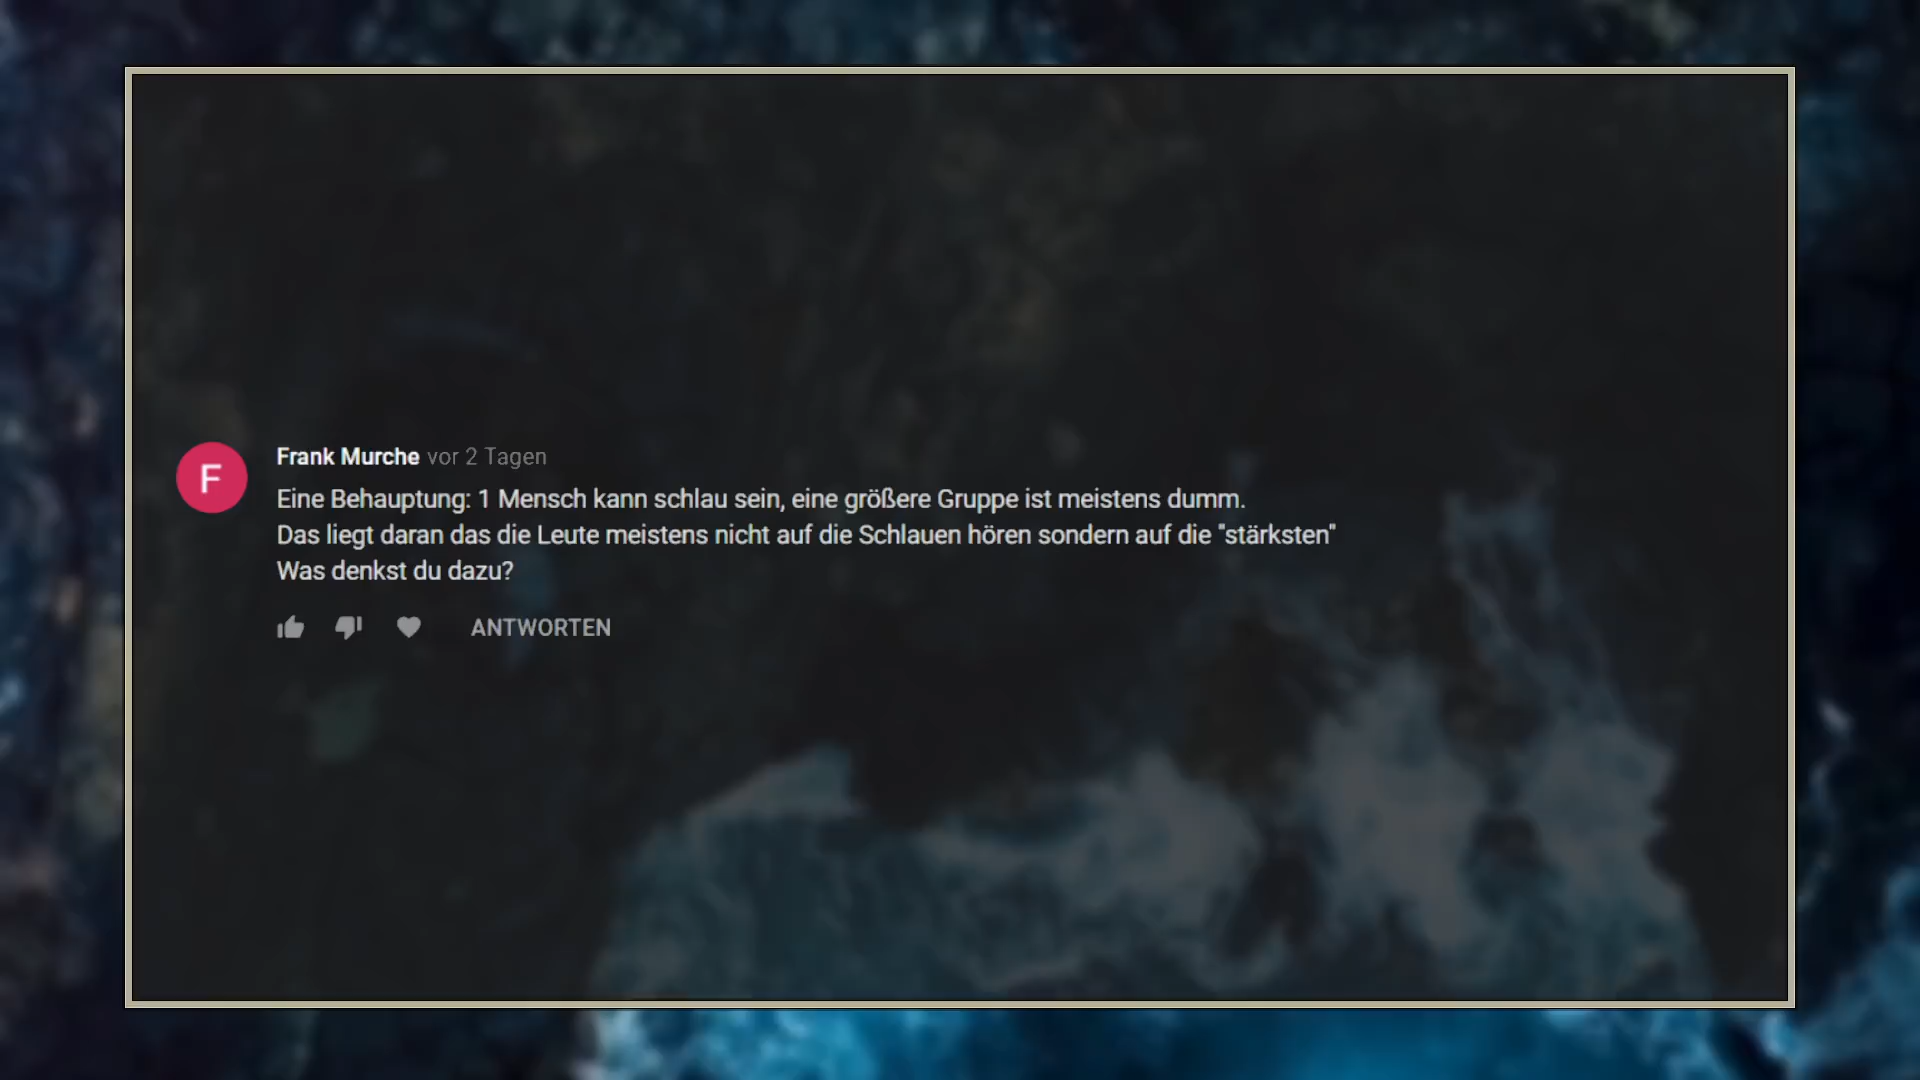 F
Frank Murche vor 2 Tagen
Eine Behauptung: 1 Mensch kann schlau sein, eine größere Gruppe ist meistens dumm.
Das liegt daran das die Leute meistens nicht auf die Schlauen hören sondern auf die "stärksten"
Was denkst du dazu?
ANTWORTEN